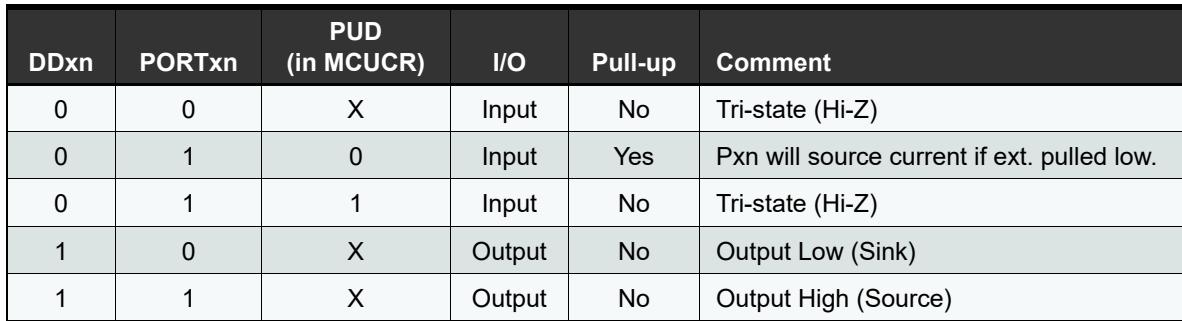 DDxn PORTxn PUD (in MCUCR) I/O Pull-up Comment
0 0 X Input No Tri-state (Hi-Z)
0 1 0 Input Yes Pxn will source current if ext. pulled low.
0 1 1 Input No Tri-state (Hi-Z)
1 0 X Output No Output Low (Sink)
1 1 X Output No Output High (Source)